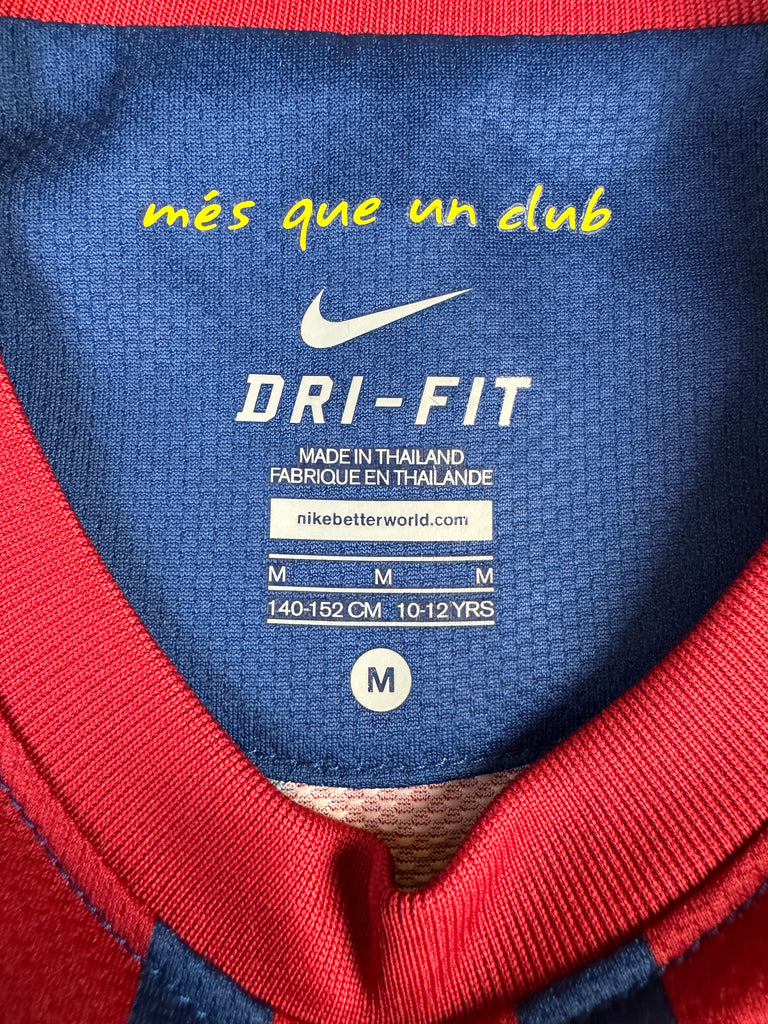 més que un club
DRI-FIT
MADE IN THAILAND
FABRIQUE EN THAILANDE
nikebetterworld.com
M M M
140-152 CM 10-12 YRS
M